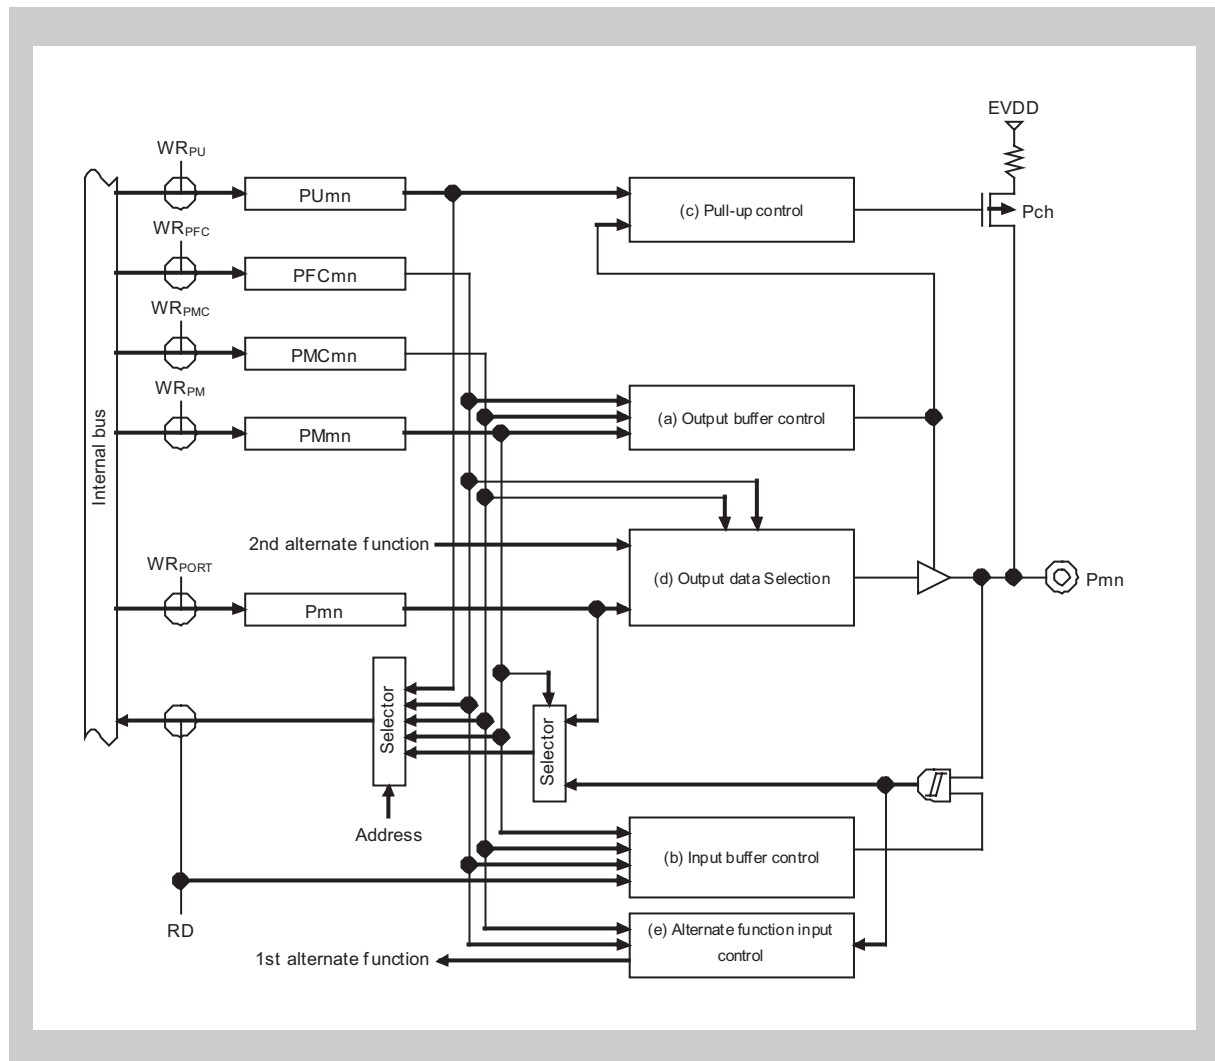 EVDD
WRPU
PUmn
(c) Pull-up control
Pch
WRPFC
PFCmn
WRPMC
PMCmn
WRPM
PMmn
(a) Output buffer control
Internal bus
2nd alternate function
WRPORT
Pmn
(d) Output data Selection
Pmn
Selector
Selector
Address
(b) Input buffer control
RD
(e) Alternate function input
control
1st alternate function